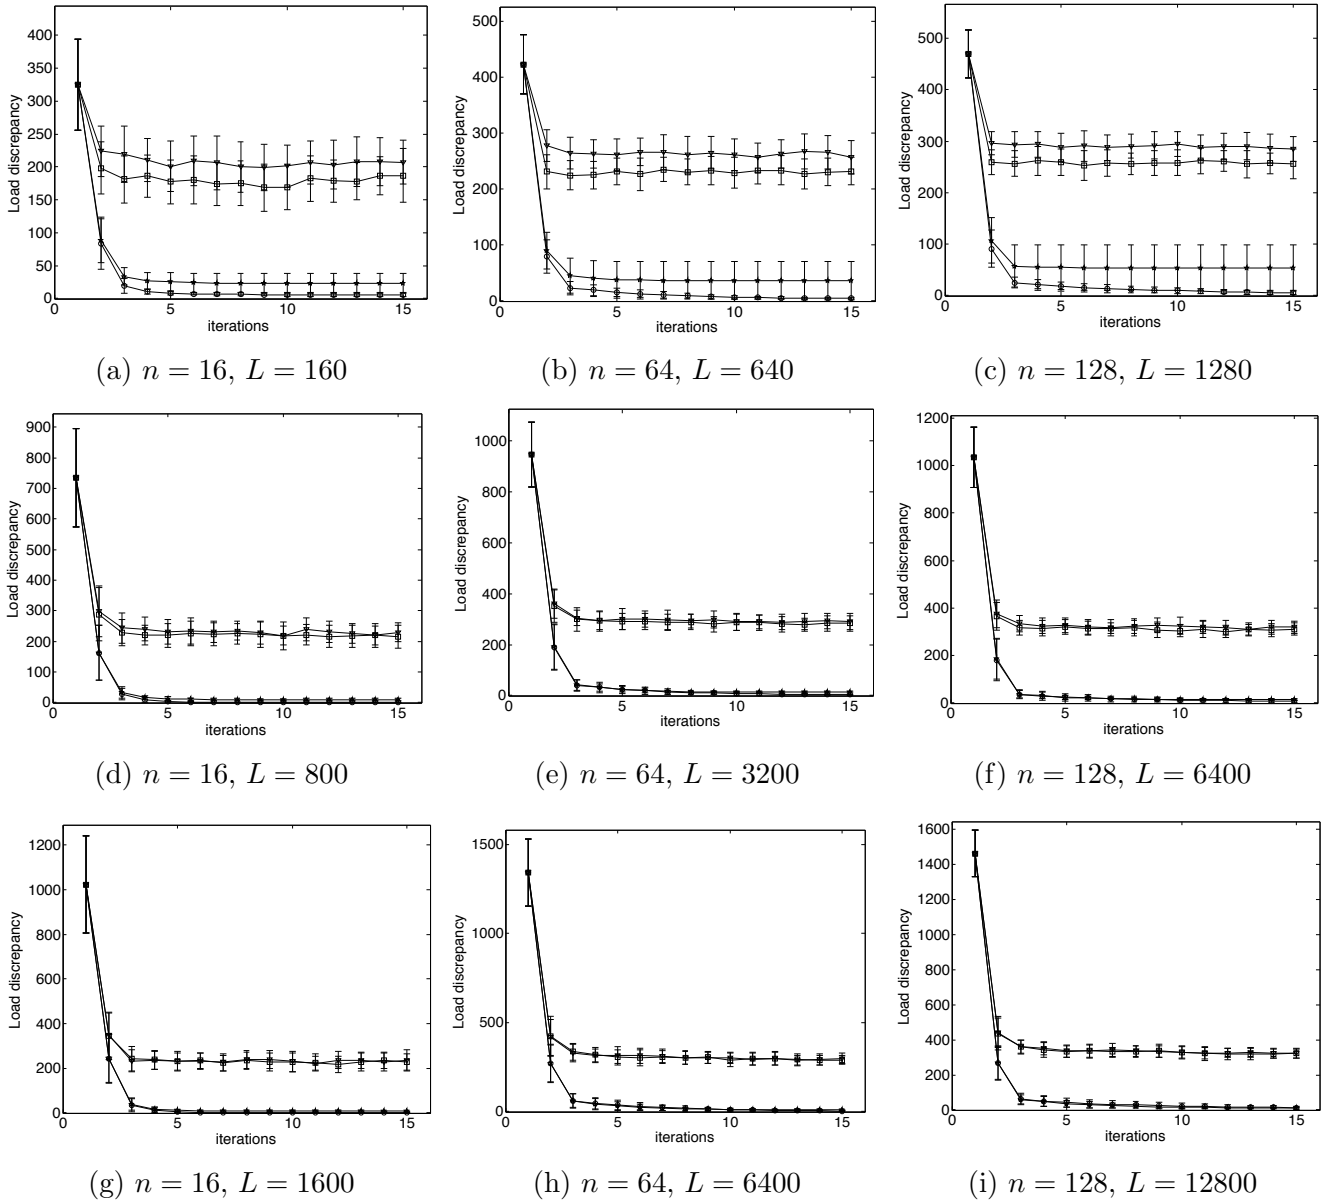 400
350
300
250
200
150
100
50
0
Load discrepancy
0 5 10 15
iterations
(a) n = 16, L = 160
500
400
300
200
100
0
Load discrepancy
0 5 10 15
iterations
(b) n = 64, L = 640
500
400
300
200
100
0
Load discrepancy
0 5 10 15
iterations
(c) n = 128, L = 1280
900
800
700
600
500
400
300
200
100
0
Load discrepancy
0 5 10 15
iterations
(d) n = 16, L = 800
1000
800
600
400
200
0
Load discrepancy
0 5 10 15
iterations
(e) n = 64, L = 3200
1200
1000
800
600
400
200
0
Load discrepancy
0 5 10 15
iterations
(f) n = 128, L = 6400
1200
1000
800
600
400
200
0
Load discrepancy
0 5 10 15
iterations
(g) n = 16, L = 1600
1500
1000
500
0
Load discrepancy
0 5 10 15
iterations
(h) n = 64, L = 6400
1600
1400
1200
1000
800
600
400
200
0
Load discrepancy
0 5 10 15
iterations
(i) n = 128, L = 12800